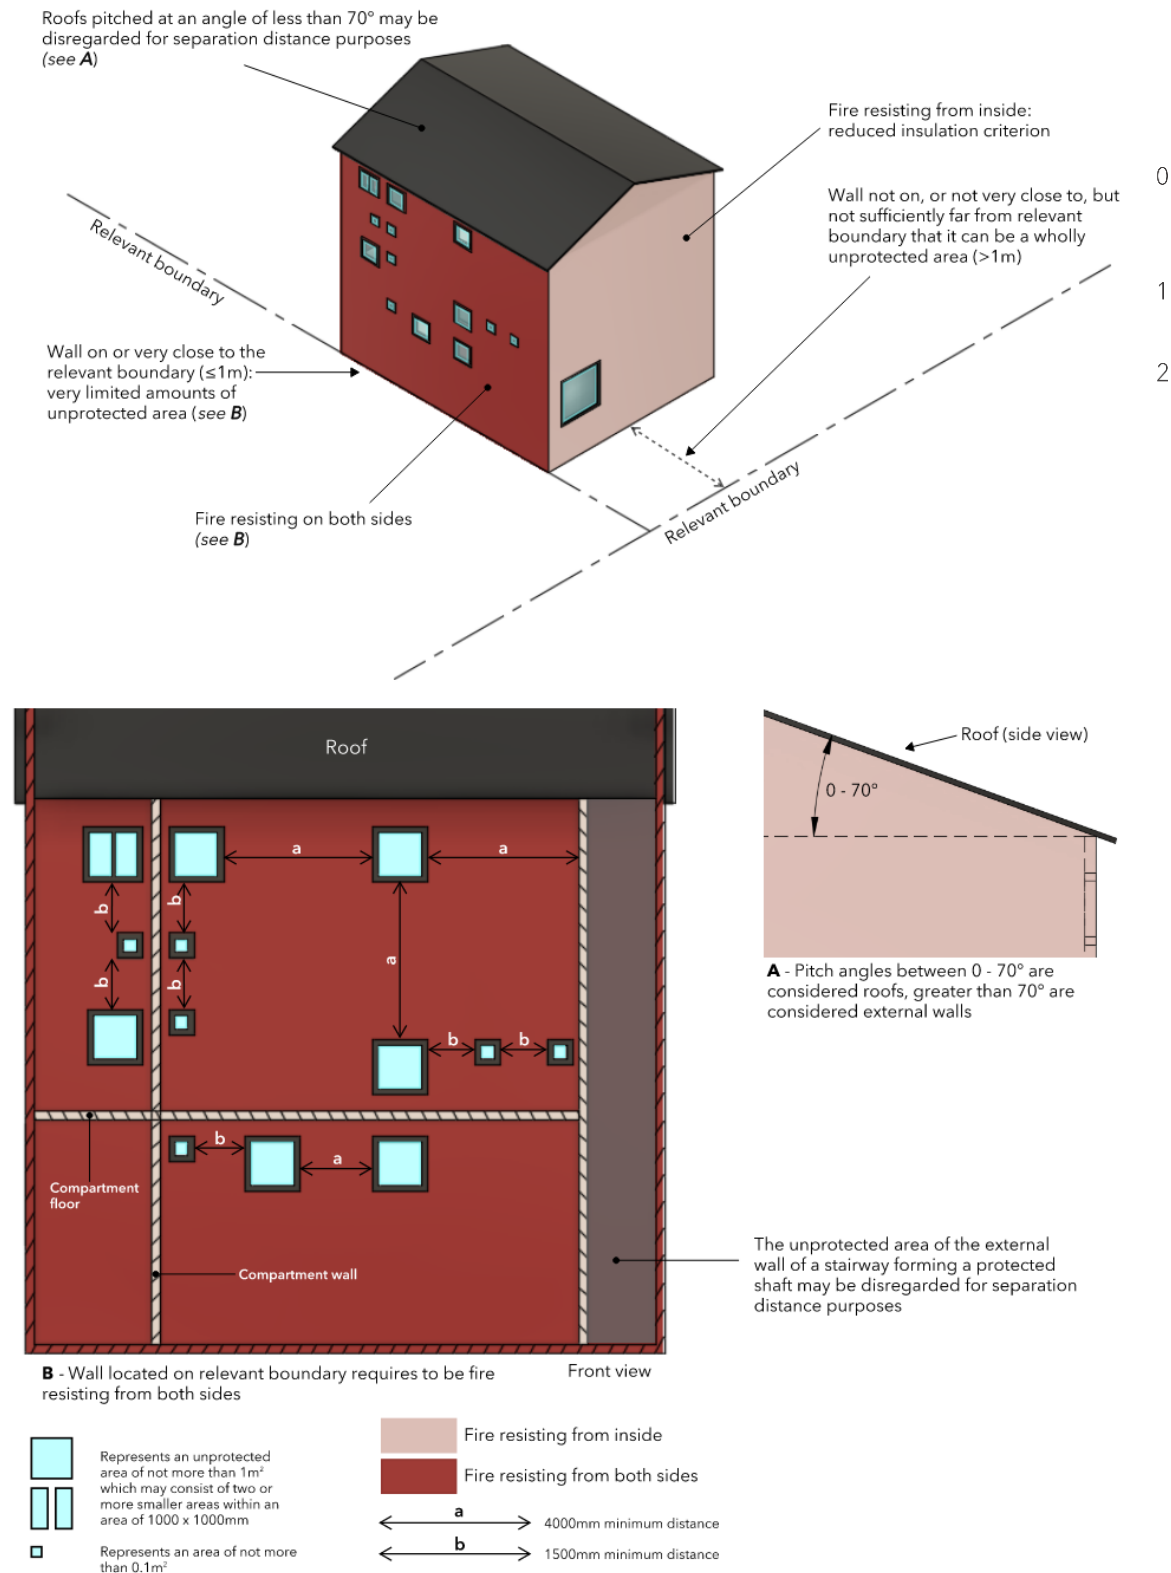 Roofs pitched at an angle of less than 70° may be
disregarded for separation distance purposes
(see A)
Fire resisting from inside:
reduced insulation criterion
0
Wall not on, or not very close to, but
not sufficiently far from relevant
boundary that it can be a wholly
unprotected area (>1m)
Relevant boundary
1
Wall on or very close to the
relevant boundary (≤1m):
very limited amounts of
unprotected area (see B)
2
Relevant boundary
Fire resisting on both sides
(see B)
Roof
Roof (side view)
0 - 70°
a
a
b
b
a
b
b
b
b
A - Pitch angles between 0 - 70° are
considered roofs, greater than 70° are
considered external walls
b
a
Compartment
floor
Compartment wall
The unprotected area of the external
wall of a stairway forming a protected
shaft may be disregarded for separation
distance purposes
B - Wall located on relevant boundary requires to be fire
resisting from both sides
Front view
Represents an unprotected
area of not more than 1m²
which may consist of two or
more smaller areas within an
area of 1000 x 1000mm
Represents an area of not more
than 0.1m²
Fire resisting from inside
Fire resisting from both sides
a
4000mm minimum distance
b
1500mm minimum distance